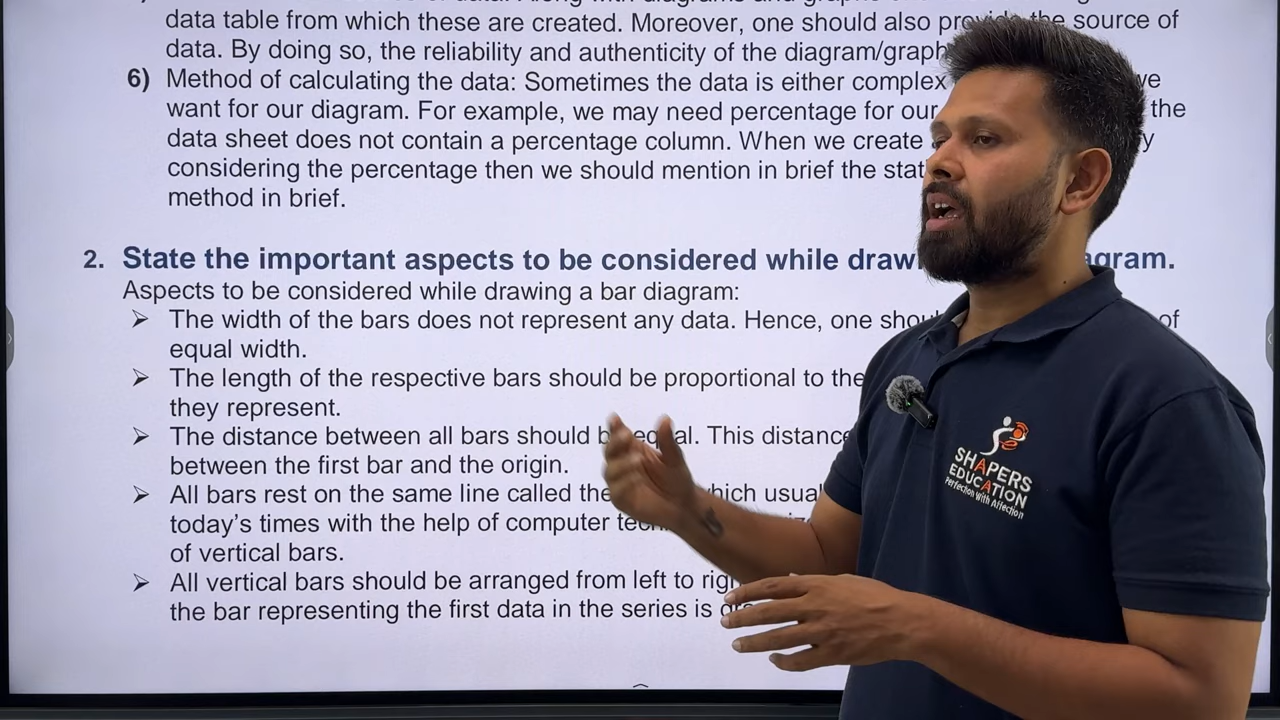 data table from which these are created. Moreover, one should also provide the source of
data. By doing so, the reliability and authenticity of the diagram/graph
6) Method of calculating the data: Sometimes the data is either complex we
want for our diagram. For example, we may need percentage for our the
data sheet does not contain a percentage column. When we create
considering the percentage then we should mention in brief the
method in brief.
2. State the important aspects to be considered while
Aspects to be considered while drawing a bar diagram:
➢ The width of the bars does not represent any data. Hence, one of
equal width.
➢ The length of the respective bars should be proportional to the
they represent.
➢ The distance between all bars should be equal. This distance
between the first bar and the origin.
➢ All bars rest on the same line called the which
today's times with the help of computer
of vertical bars.
➢ All vertical bars should be arranged from left to
the bar representing the first data in the series is
SHAPERS
EDUCATION
Perfection With Affection